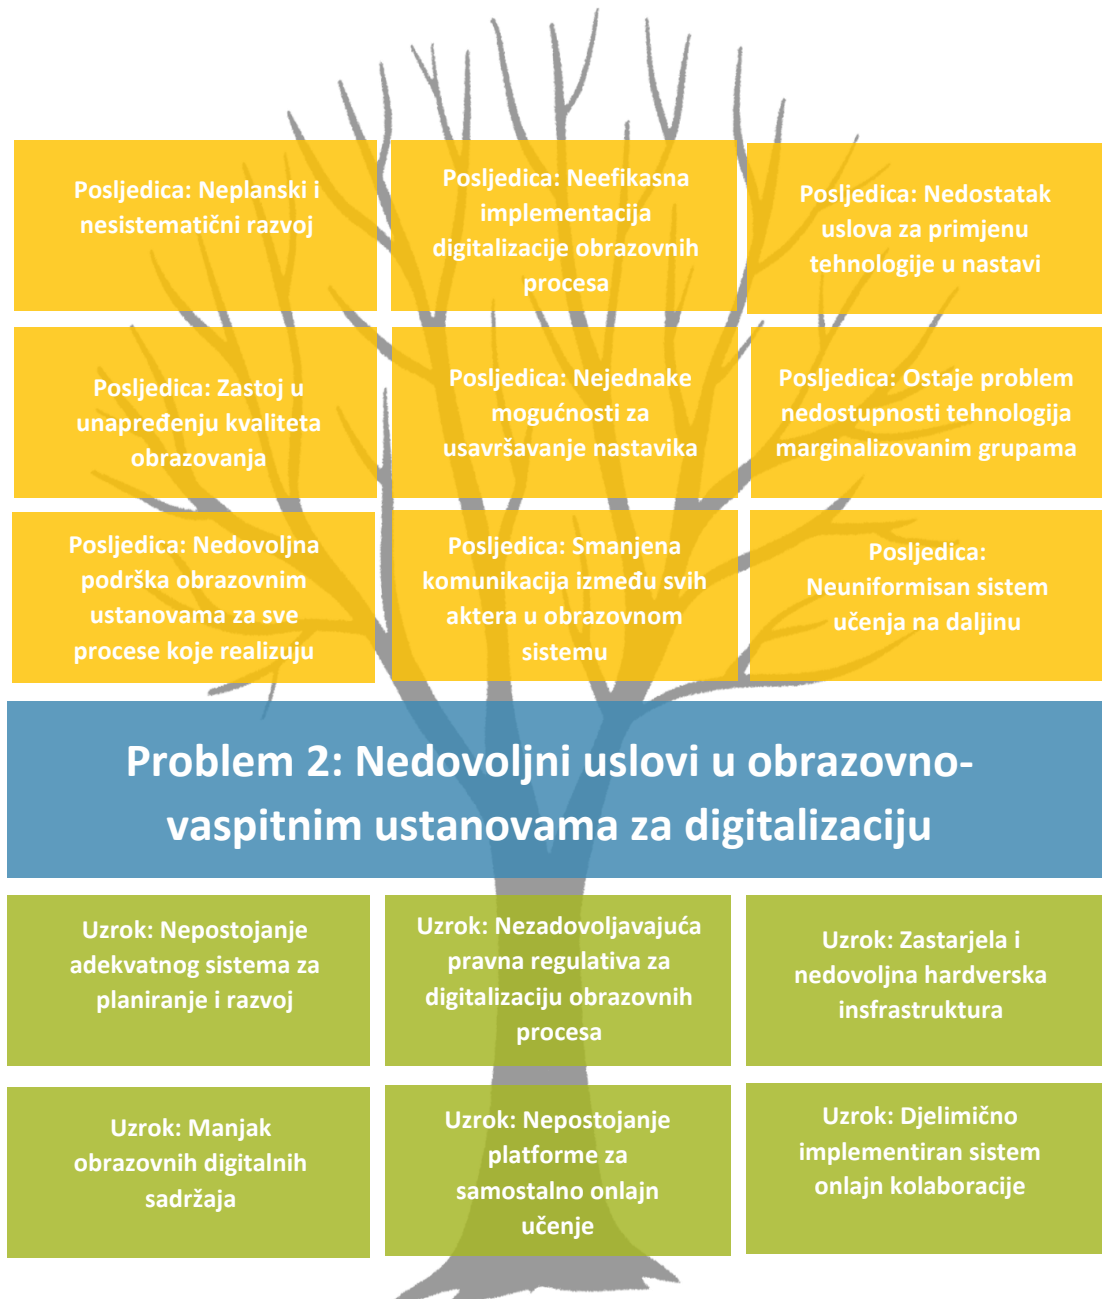 Posljedica: Neplanski i
nesistematični razvoj
Posljedica: Neefikasna
implementacija
digitalizacije obrazovnih
procesa
Posljedica: Nedostatak
uslova za primjenu
tehnologije u nastavi
Posljedica: Zastoj u
unapređenju kvaliteta
obrazovanja
Posljedica: Nejednake
mogućnosti za
usavršavanje nastavika
Posljedica: Ostaje problem
nedostupnosti tehnologija
marginalizovanim grupama
Posljedica: Nedovoljna
podrška obrazovnim
ustanovama za sve
procese koje realizuju
Posljedica: Smanjena
komunikacija između svih
aktera u obrazovnom
sistemu
Posljedica:
Neuniformisan sistem
učenja na daljinu
Problem 2: Nedovoljni uslovi u obrazovno-
vaspitnim ustanovama za digitalizaciju
Uzrok: Nepostojanje
adekvatnog sistema za
planiranje i razvoj
Uzrok: Nezadovoljavajuća
pravna regulativa za
digitalizaciju obrazovnih
procesa
Uzrok: Zastarjela i
nedovoljna hardverska
insfrastruktura
Uzrok: Manjak
obrazovnih digitalnih
sadržaja
Uzrok: Nepostojanje
platforme za
samostalno onlajn
učenje
Uzrok: Djelimično
implementiran sistem
onlajn kolaboracije